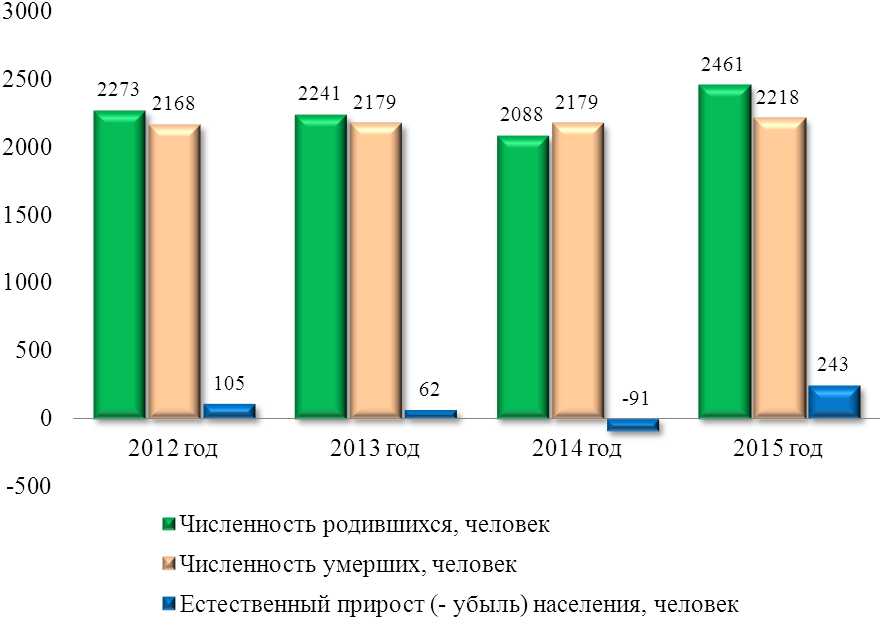 3000
2500
2000
1500
1000
500
0
-500
2273
2168
105
2241
2179
62
2088
2179
-91
2461
2218
243
2012 год
2013 год
2014 год
2015 год
Численность родившихся, человек
Численность умерших, человек
Естественный прирост (- убыль) населения, человек